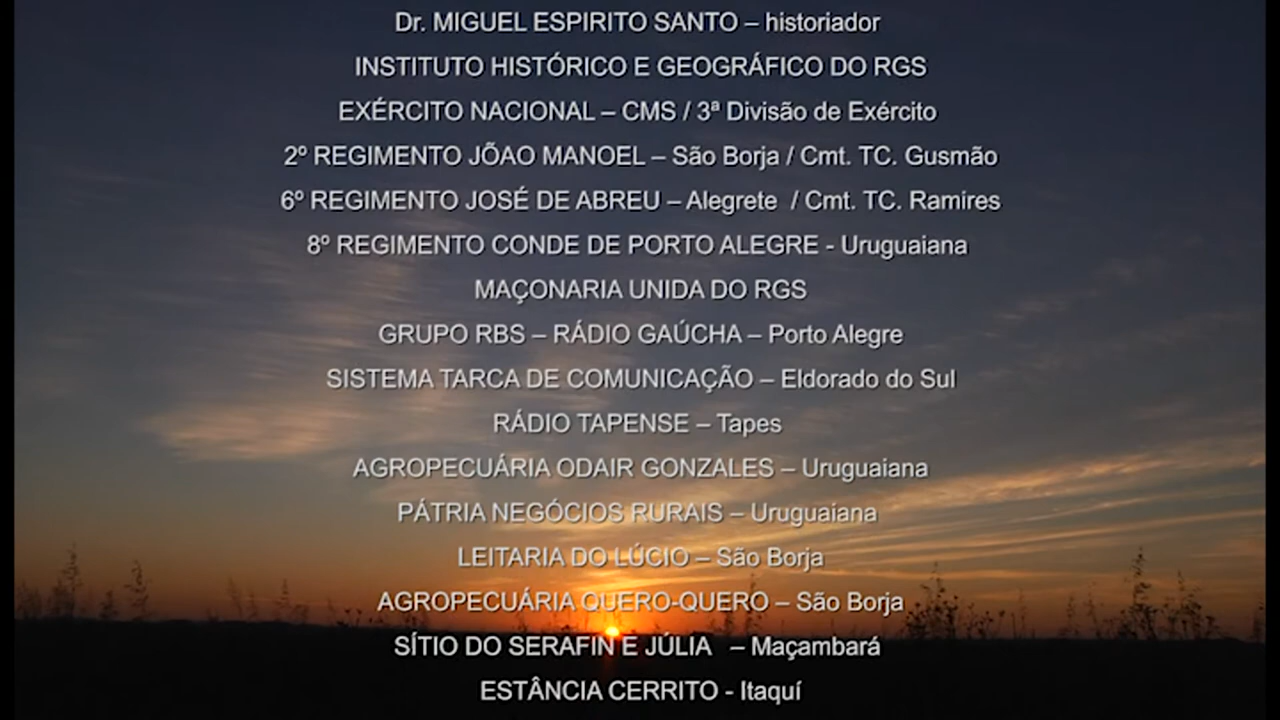 Dr. MIGUEL ESPIRITO SANTO – historiador
INSTITUTO HISTÓRICO E GEOGRÁFICO DO RGS
EXÉRCITO NACIONAL – CMS / 3ª Divisão de Exército
2º REGIMENTO JÕAO MANOEL – São Borja / Cmt. TC. Gusmão
6º REGIMENTO JOSÉ DE ABREU – Alegrete / Cmt. TC. Ramires
8º REGIMENTO CONDE DE PORTO ALEGRE - Uruguaiana
MAÇONARIA UNIDA DO RGS
GRUPO RBS – RÁDIO GAÚCHA – Porto Alegre
SISTEMA TARCA DE COMUNICAÇÃO – Eldorado do Sul
RÁDIO TAPENSE – Tapes
AGROPECUÁRIA ODAIR GONZALES – Uruguaiana
PÁTRIA NEGÓCIOS RURAIS – Uruguaiana
LEITARIA DO LÚCIO – São Borja
AGROPECUÁRIA QUERO-QUERO – São Borja
SÍTIO DO SERAFIN E JÚLIA – Maçambará
ESTÂNCIA CERRITO - Itaquí